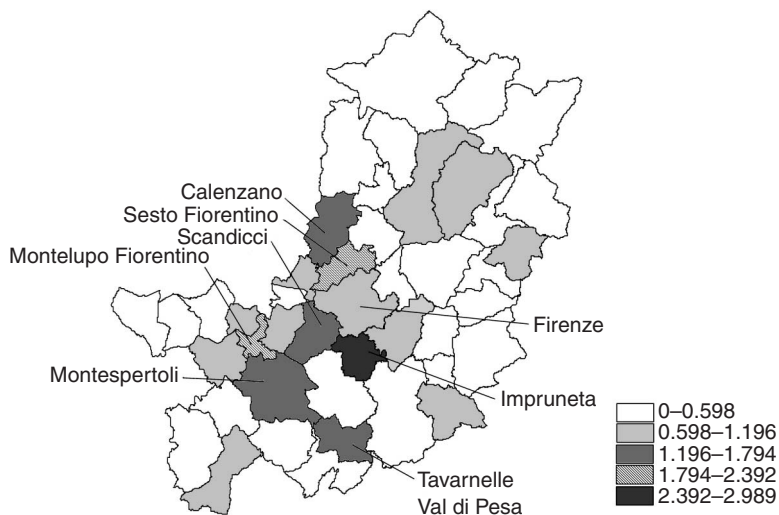 Calenzano
Sesto Fiorentino
Scandicci
Montelupo Fiorentino
Firenze
Montespertoli
Impruneta
Tavarnelle
Val di Pesa
0–0.598
0.598–1.196
1.196–1.794
1.794–2.392
2.392–2.989